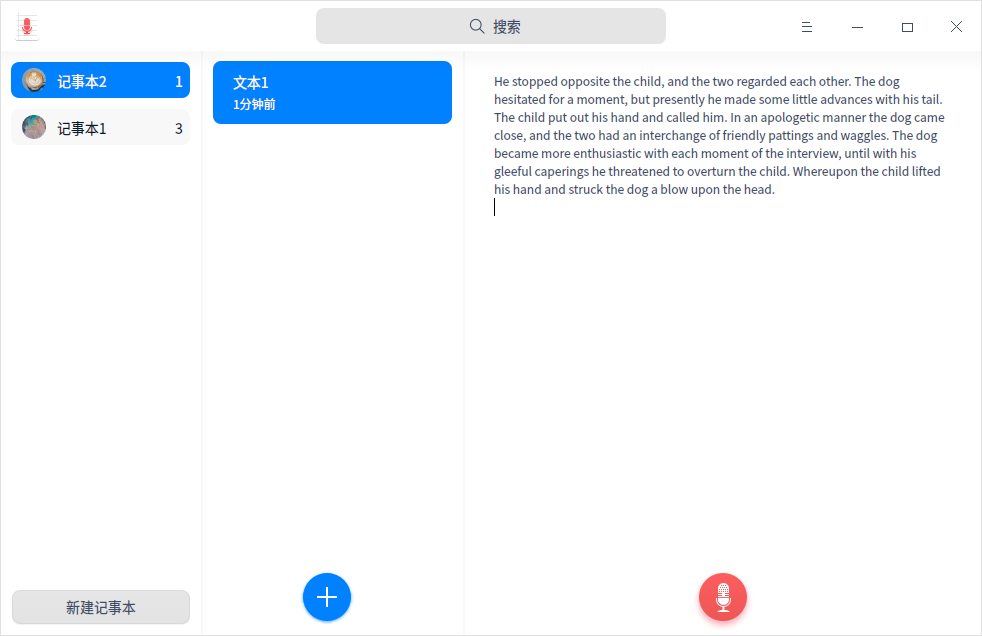 搜索
记事本2 1
记事本1 3
新建记事本
文本1
1分钟前
He stopped opposite the child, and the two regarded each other. The dog
hesitated for a moment, but presently he made some little advances with his tail.
The child put out his hand and called him. In an apologetic manner the dog came
close, and the two had an interchange of friendly pattings and waggles. The dog
became more enthusiastic with each moment of the interview, until with his
gleeful caperings he threatened to overturn the child. Whereupon the child lifted
his hand and struck the dog a blow upon the head.